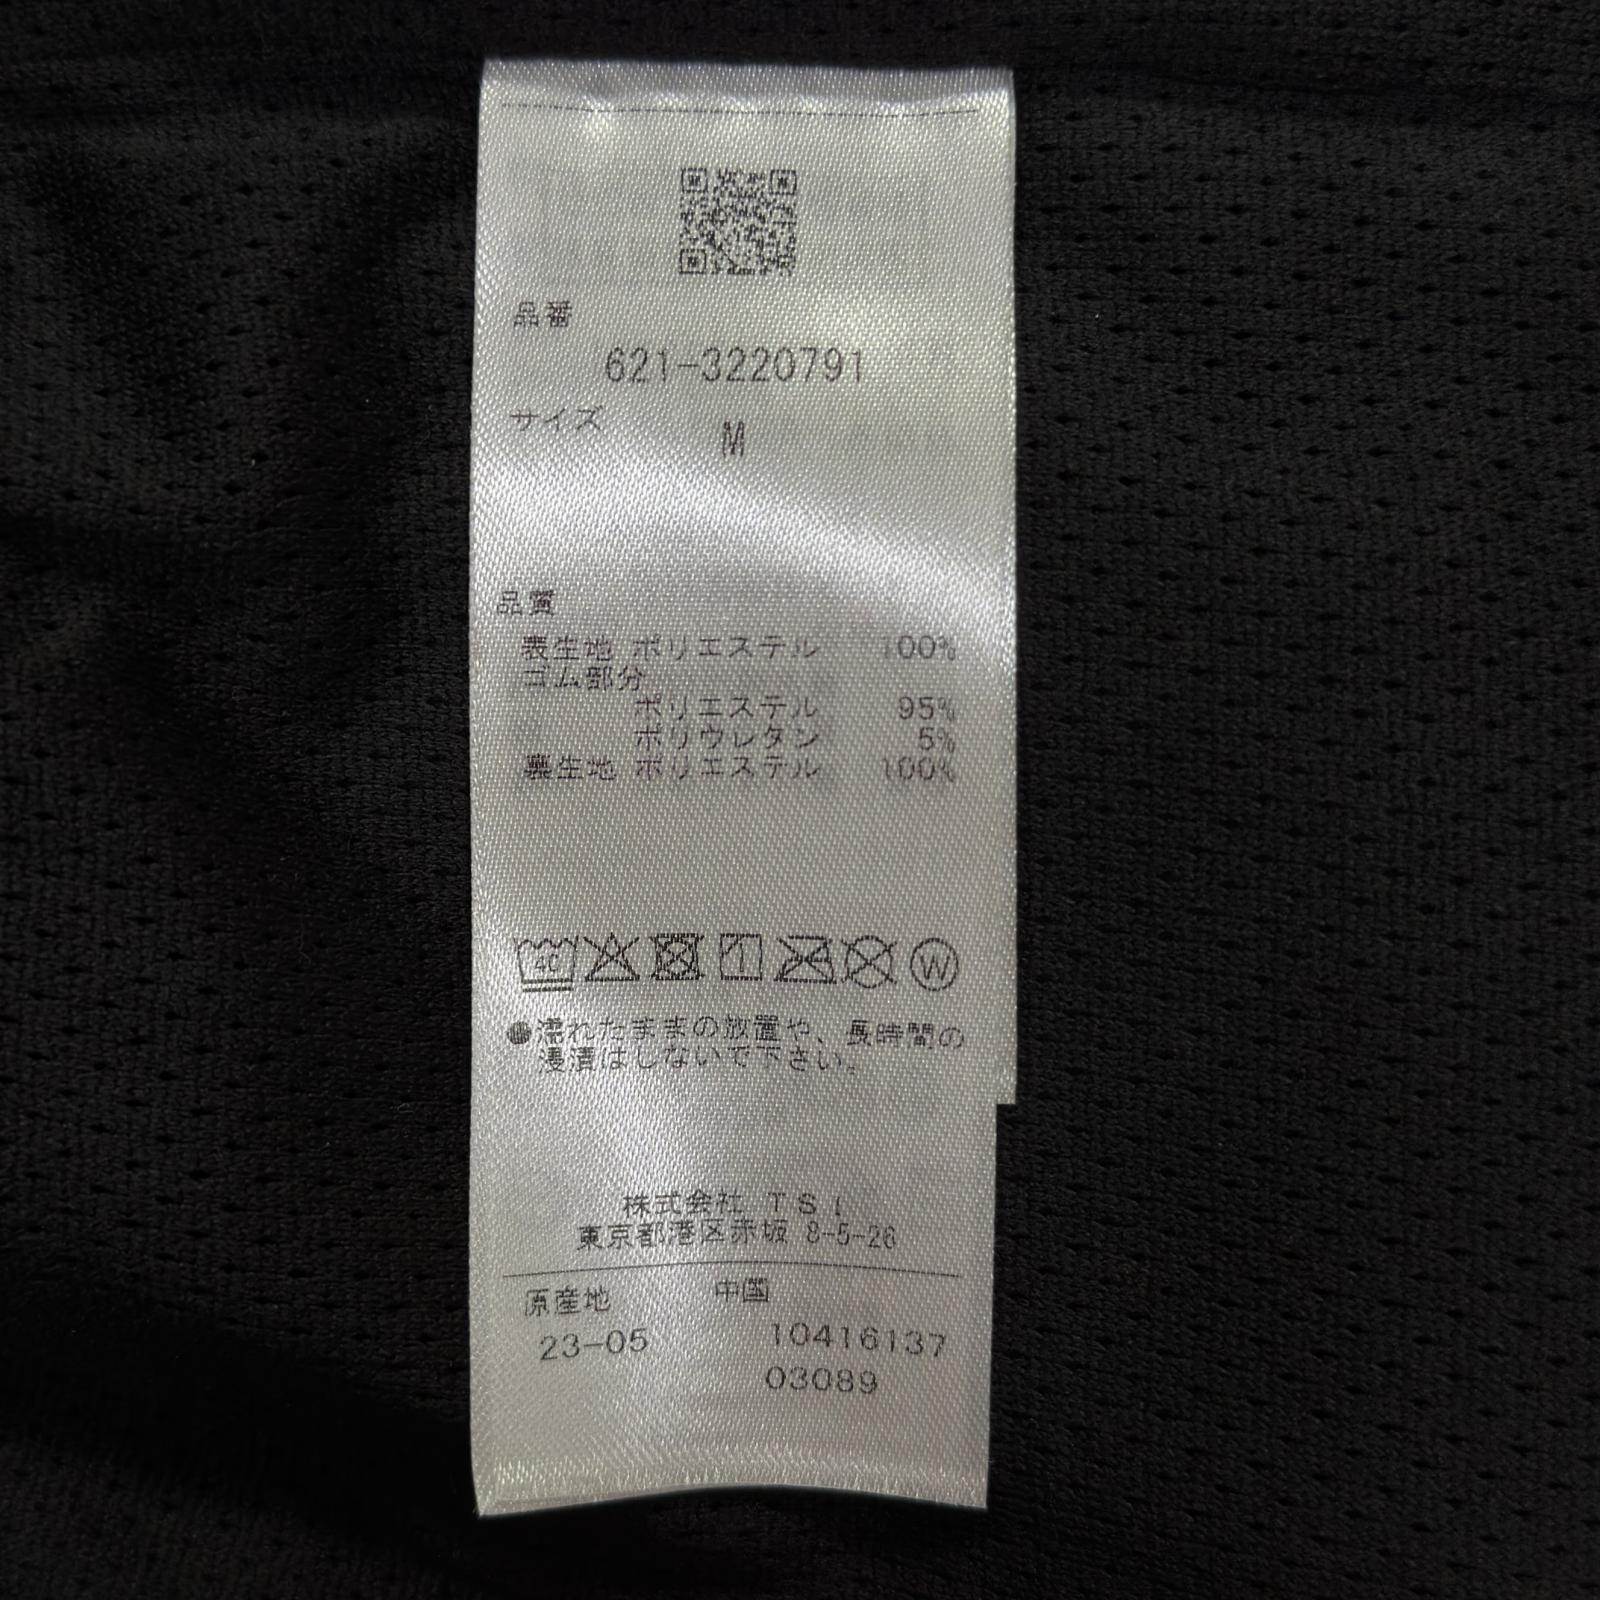 品番
621-3220791
サイズ
M
品質
表生地 ポリエステル 100%
ゴム部分
ポリエステル 95%
ポリウレタン 5%
裏生地 ポリエステル 100%
40
W
●濡れたままの放置や、長時間の
浸漬はしないで下さい。
株式会社 TSI
東京都港区赤坂 8-5-26
原産地 中国
23-05 10416137
03089